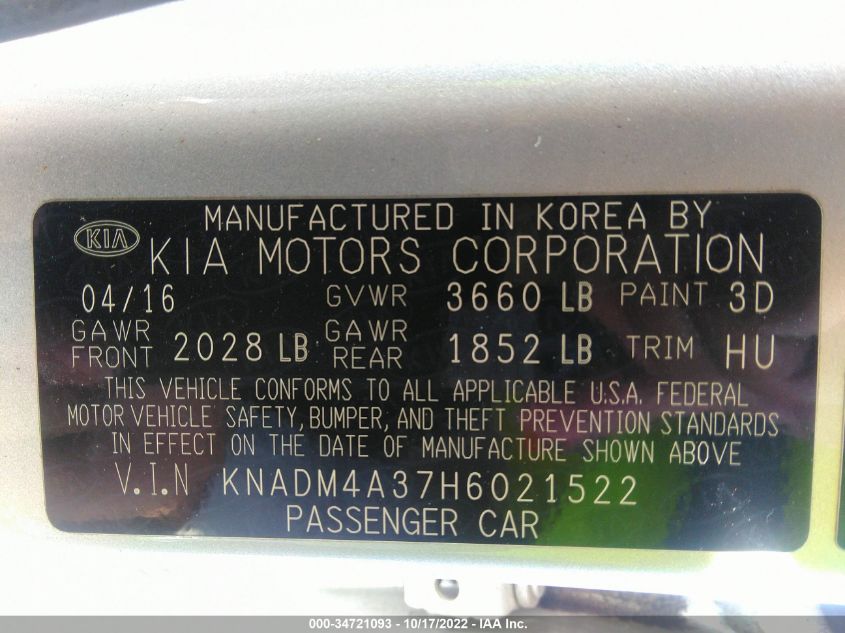 MANUFACTURED IN KOREA BY
KIA KIA MOTORS CORPORATION
04/16 GVWR 3660 LB PAINT 3D
GAWR FRONT 2028 LB GAWR REAR 1852 LB TRIM HU
THIS VEHICLE CONFORMS TO ALL APPLICABLE U.S.A. FEDERAL
MOTOR VEHICLE SAFETY, BUMPER, AND THEFT PREVENTION STANDARDS
IN EFFECT ON THE DATE OF MANUFACTURE SHOWN ABOVE
V.I.N KNADM4A37H6021522
PASSENGER CAR
000-34721093 - 10/17/2022 - IAA Inc.